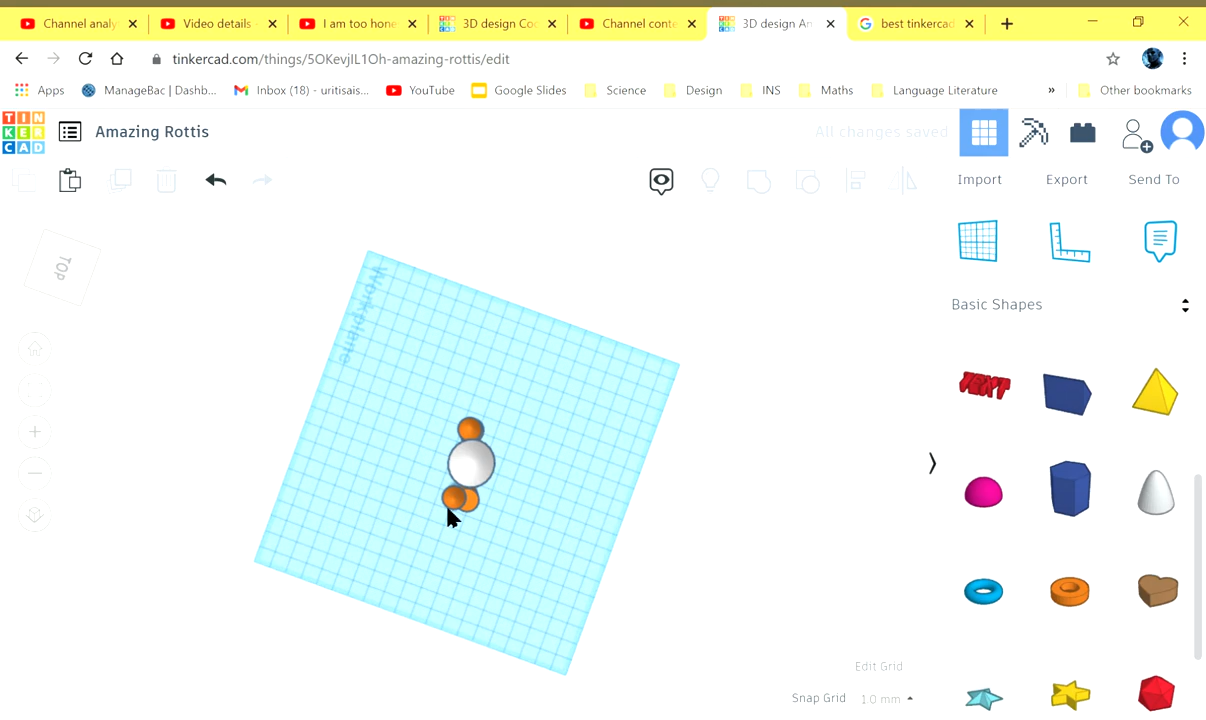 Channel analy
Video details -
I am too hone
3D design Coo
Channel conte
3D design Am
best tinkercad
tinkercad.com/things/5OKevjIL1Oh-amazing-rottis/edit
Apps
ManageBac | Dashb...
Inbox (18) - uritisais...
YouTube
Google Slides
Science
Design
INS
Maths
Language Literature
»
Other bookmarks
TIN
KER
CAD
Amazing Rottis
All changes saved
Import
Export
Send To
TOP
Workplane
Basic Shapes
TEXT
Edit Grid
Snap Grid
1.0 mm